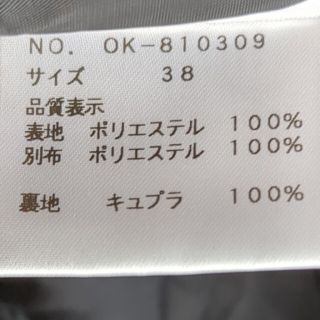 NO. OK-810309
サイズ 38
品質表示
表地 ポリエステル 100%
別布 ポリエステル 100%
裏地 キュプラ 100%